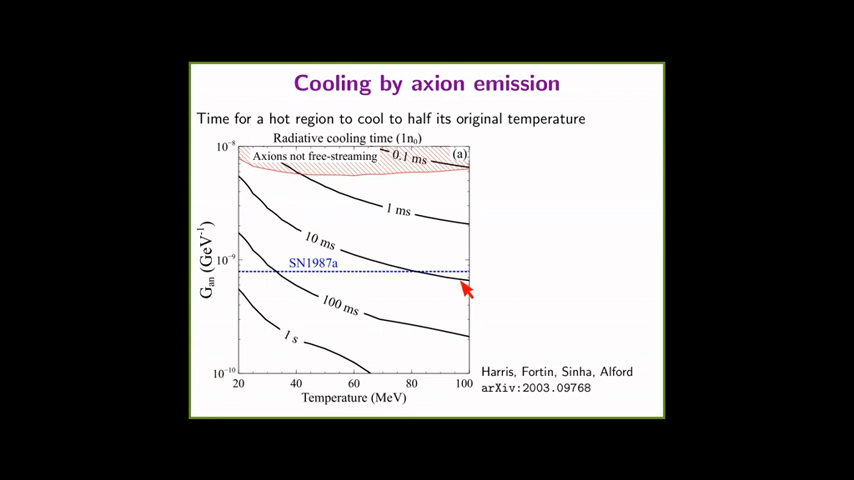 Cooling by axion emission
Time for a hot region to cool to half its original temperature
Radiative cooling time (1n₀)
10⁻⁸
Axions not free-streaming
0.1 ms
(a)
1 ms
10 ms
10⁻⁹
SN1987a
100 ms
1 s
10⁻¹⁰
Gₐₙ (GeV⁻¹)
20 40 60 80 100
Temperature (MeV)
Harris, Fortin, Sinha, Alford
arXiv:2003.09768